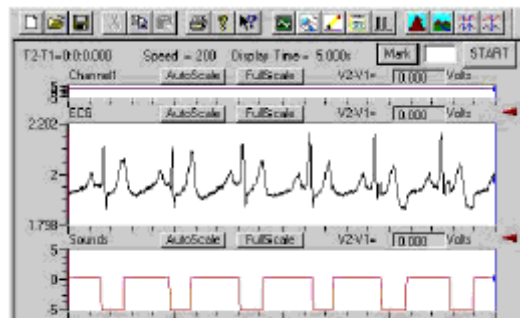 T2-T1=0:0:0.000 Speed = 200 Display Time = 5.000s Mark START
Channel1 AutoScale FullScale V2-V1= 0.000 Volts
5
-5
ECG AutoScale FullScale V2-V1= 0.000 Volts
2.202
2
1.798
Sounds AutoScale FullScale V2-V1= 0.000 Volts
5
0
-5